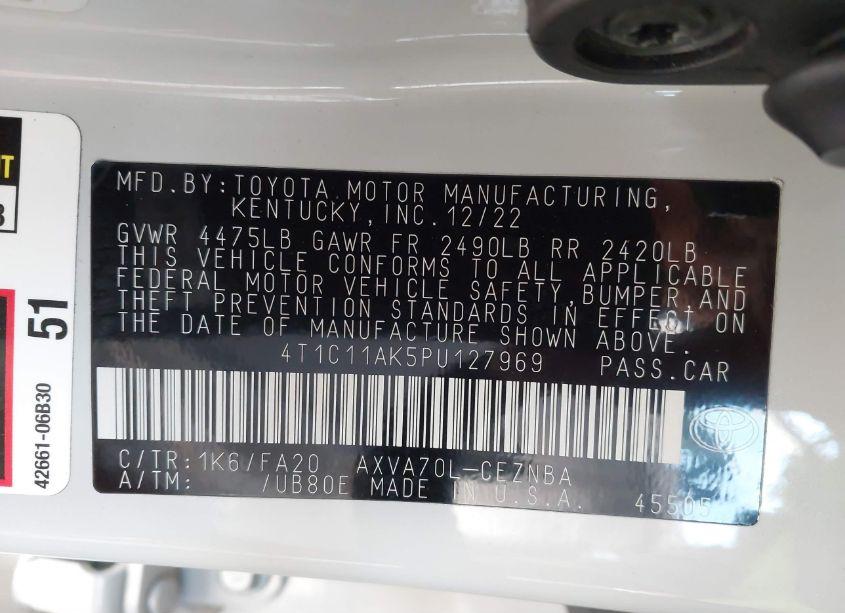 MFD.BY:TOYOTA MOTOR MANUFACTURING,
KENTUCKY,INC.12/22
GVWR 4475LB GAWR FR 2490LB RR 2420LB
THIS VEHICLE CONFORMS TO ALL APPLICABLE
FEDERAL MOTOR VEHICLE SAFETY,BUMPER,AND
THEFT PREVENTION STANDARDS IN EFFECT ON
THE DATE OF MANUFACTURE SHOWN ABOVE.
4T1C11AK5PU127969 PASS.CAR
C/TR:1K6/FA20 AXVA70L-CEZNBA
A/TM: /UB80E MADE IN U.S.A. 45505
51
42661-06B30